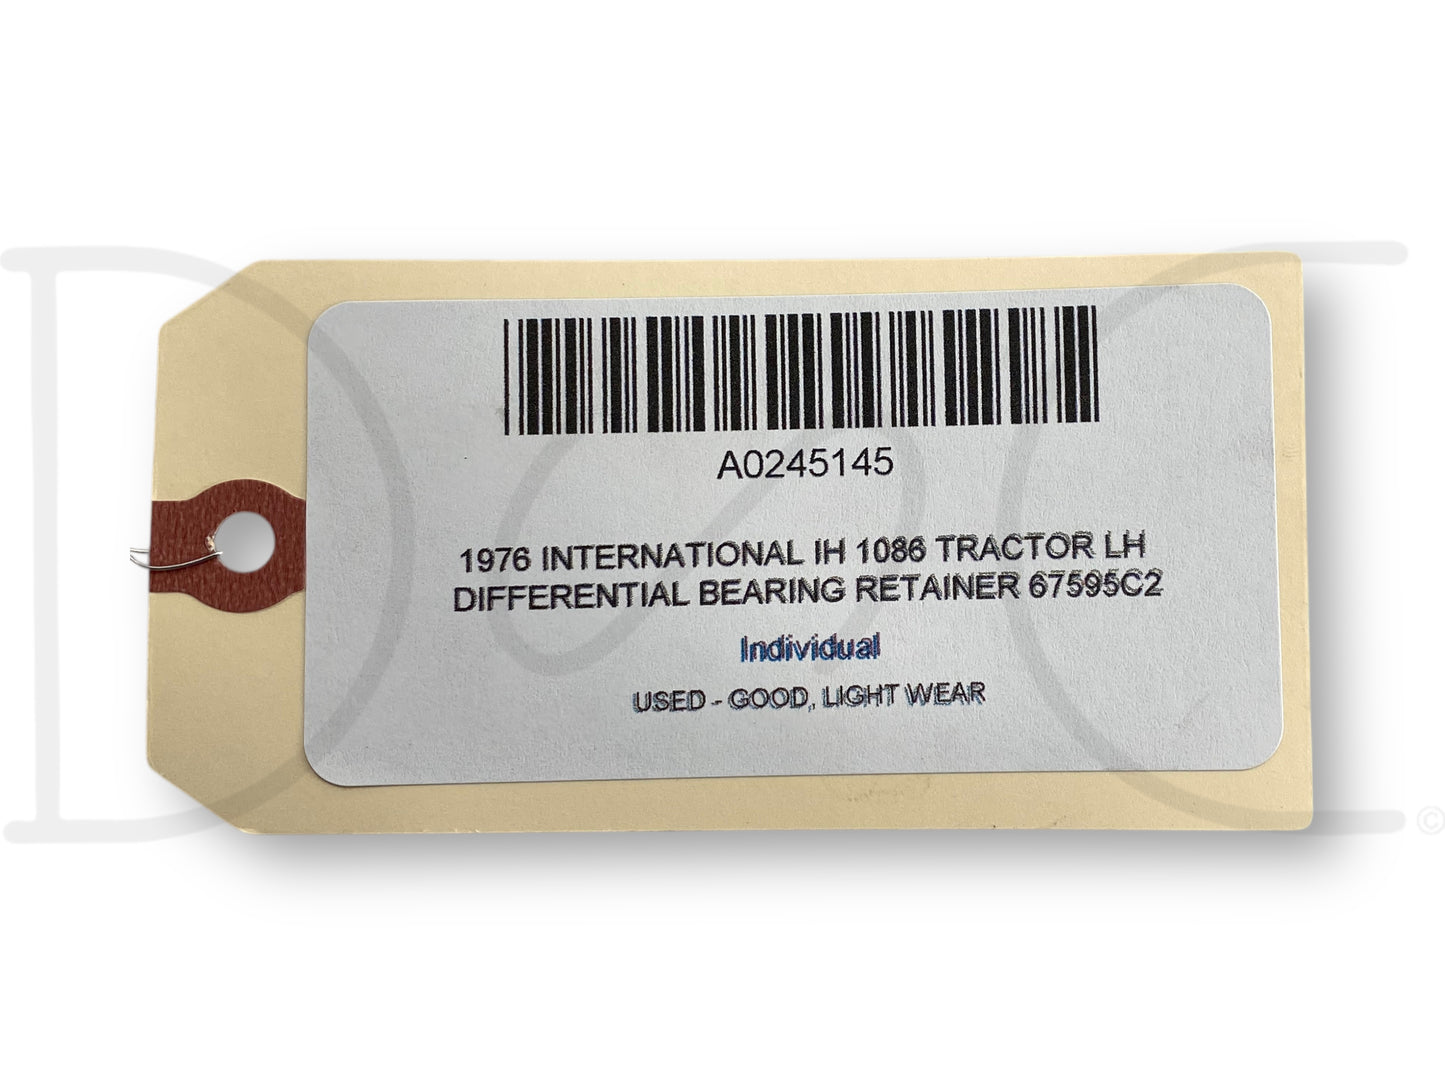 A0245145
1976 INTERNATIONAL IH 1086 TRACTOR LH
DIFFERENTIAL BEARING RETAINER 67595C2
Individual
USED - GOOD, LIGHT WEAR
©